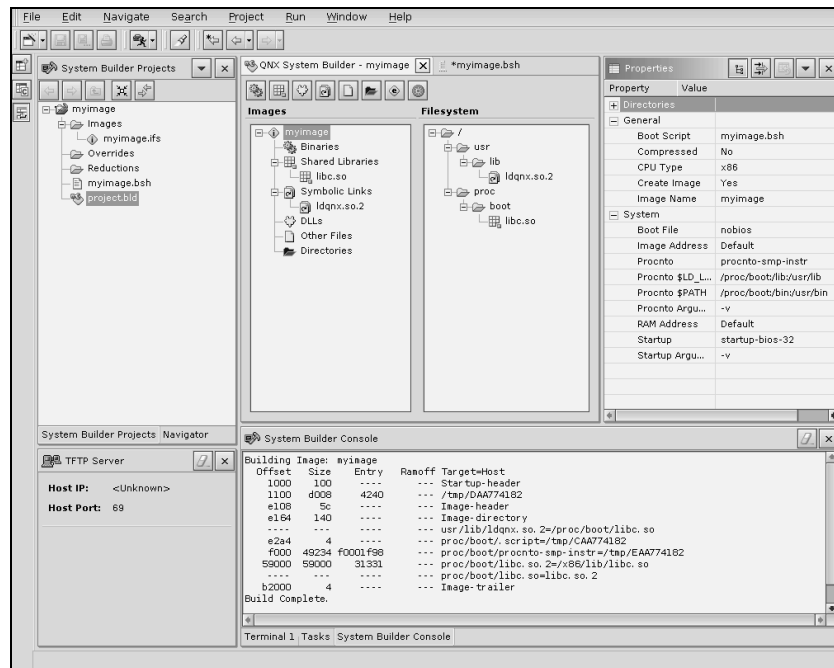 File Edit Navigate Search Project Run Window Help
System Builder Projects
myimage
Images
myimage.ifs
Overrides
Reductions
myimage.bsh
project.bld
System Builder Projects Navigator
QNX System Builder - myimage
*myimage.bsh
Images
myimage
Binaries
Shared Libraries
libc.so
Symbolic Links
ldqnx.so.2
DLLs
Other Files
Directories
Filesystem
/
usr
lib
ldqnx.so.2
proc
boot
libc.so
Properties
Property Value
Directories
General
Boot Script myimage.bsh
Compressed No
CPU Type x86
Create Image Yes
Image Name myimage
System
Boot File nobios
Image Address Default
Procnto procnto-smp-instr
Procnto $LD_L... /proc/boot/lib:/usr/lib
Procnto $PATH /proc/boot/bin:/usr/bin
Procnto Argu... -v
RAM Address Default
Startup startup-bios-32
Startup Argu... -v
TFTP Server
Host IP: <Unknown>
Host Port: 69
System Builder Console
Building Image: myimage
Offset Size Entry Ramoff Target=Host
1000 100 ---- --- Startup-header
1100 d008 4240 --- /tmp/DAA774182
e108 5c ---- --- Image-header
e164 140 ---- --- Image-directory
---- --- ---- --- usr/lib/ldqnx.so.2=/proc/boot/libc.so
e2a4 4 ---- --- proc/boot/.script=/tmp/CAA774182
f000 49234 f0001f98 --- proc/boot/procnto-smp-instr=/tmp/EAA774182
59000 59000 31331 --- proc/boot/libc.so.2=/x86/lib/libc.so
---- --- ---- --- proc/boot/libc.so=libc.so.2
b2000 4 ---- --- Image-trailer
Build Complete.
Terminal 1 Tasks System Builder Console